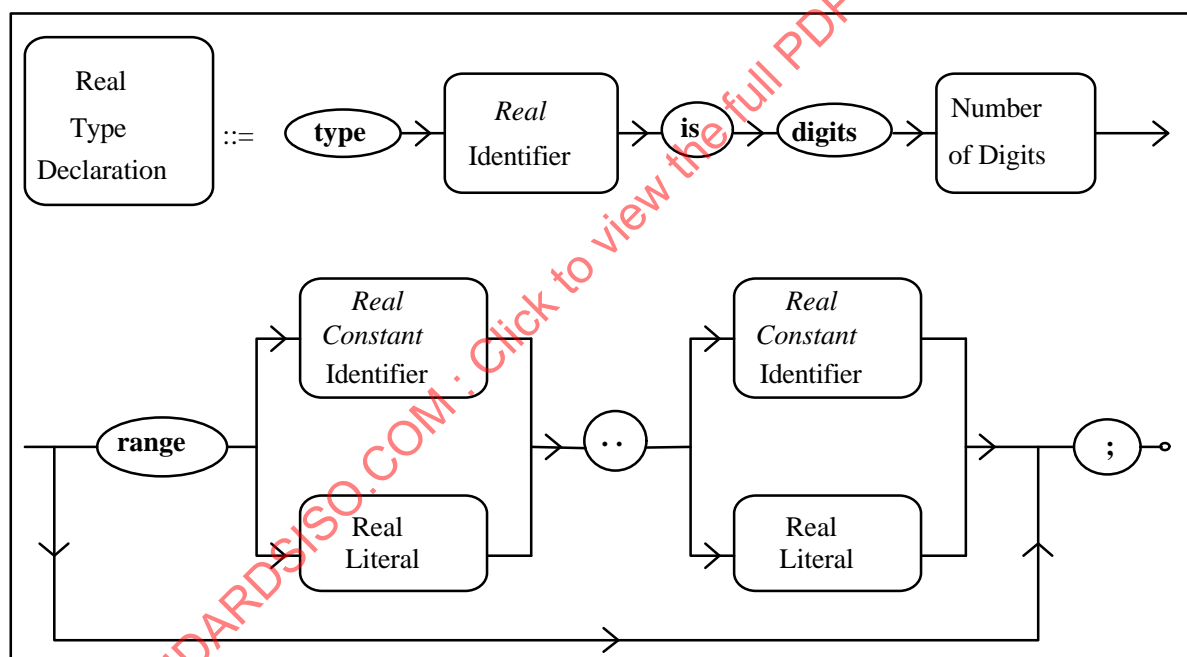 Real
Type
Declaration
::=
type
Real
Identifier
is
digits
Number
of Digits
range
Real
Constant
Identifier
Real
Literal
..
Real
Constant
Identifier
Real
Literal
;
DARDSISO.COM : Click to view the full PDF